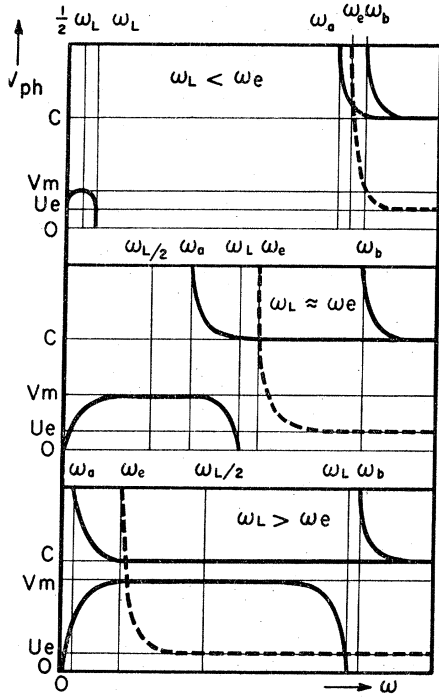 ½ ωL ωL ωa ωe ωb
Vph
ωL < ωe
C
Vm
Ue
O
ωL/2 ωa ωL ωe ωb
ωL ≈ ωe
C
Vm
Ue
O
ωa ωe ωL/2 ωL ωb
ωL > ωe
C
Vm
Ue
O
O → ω